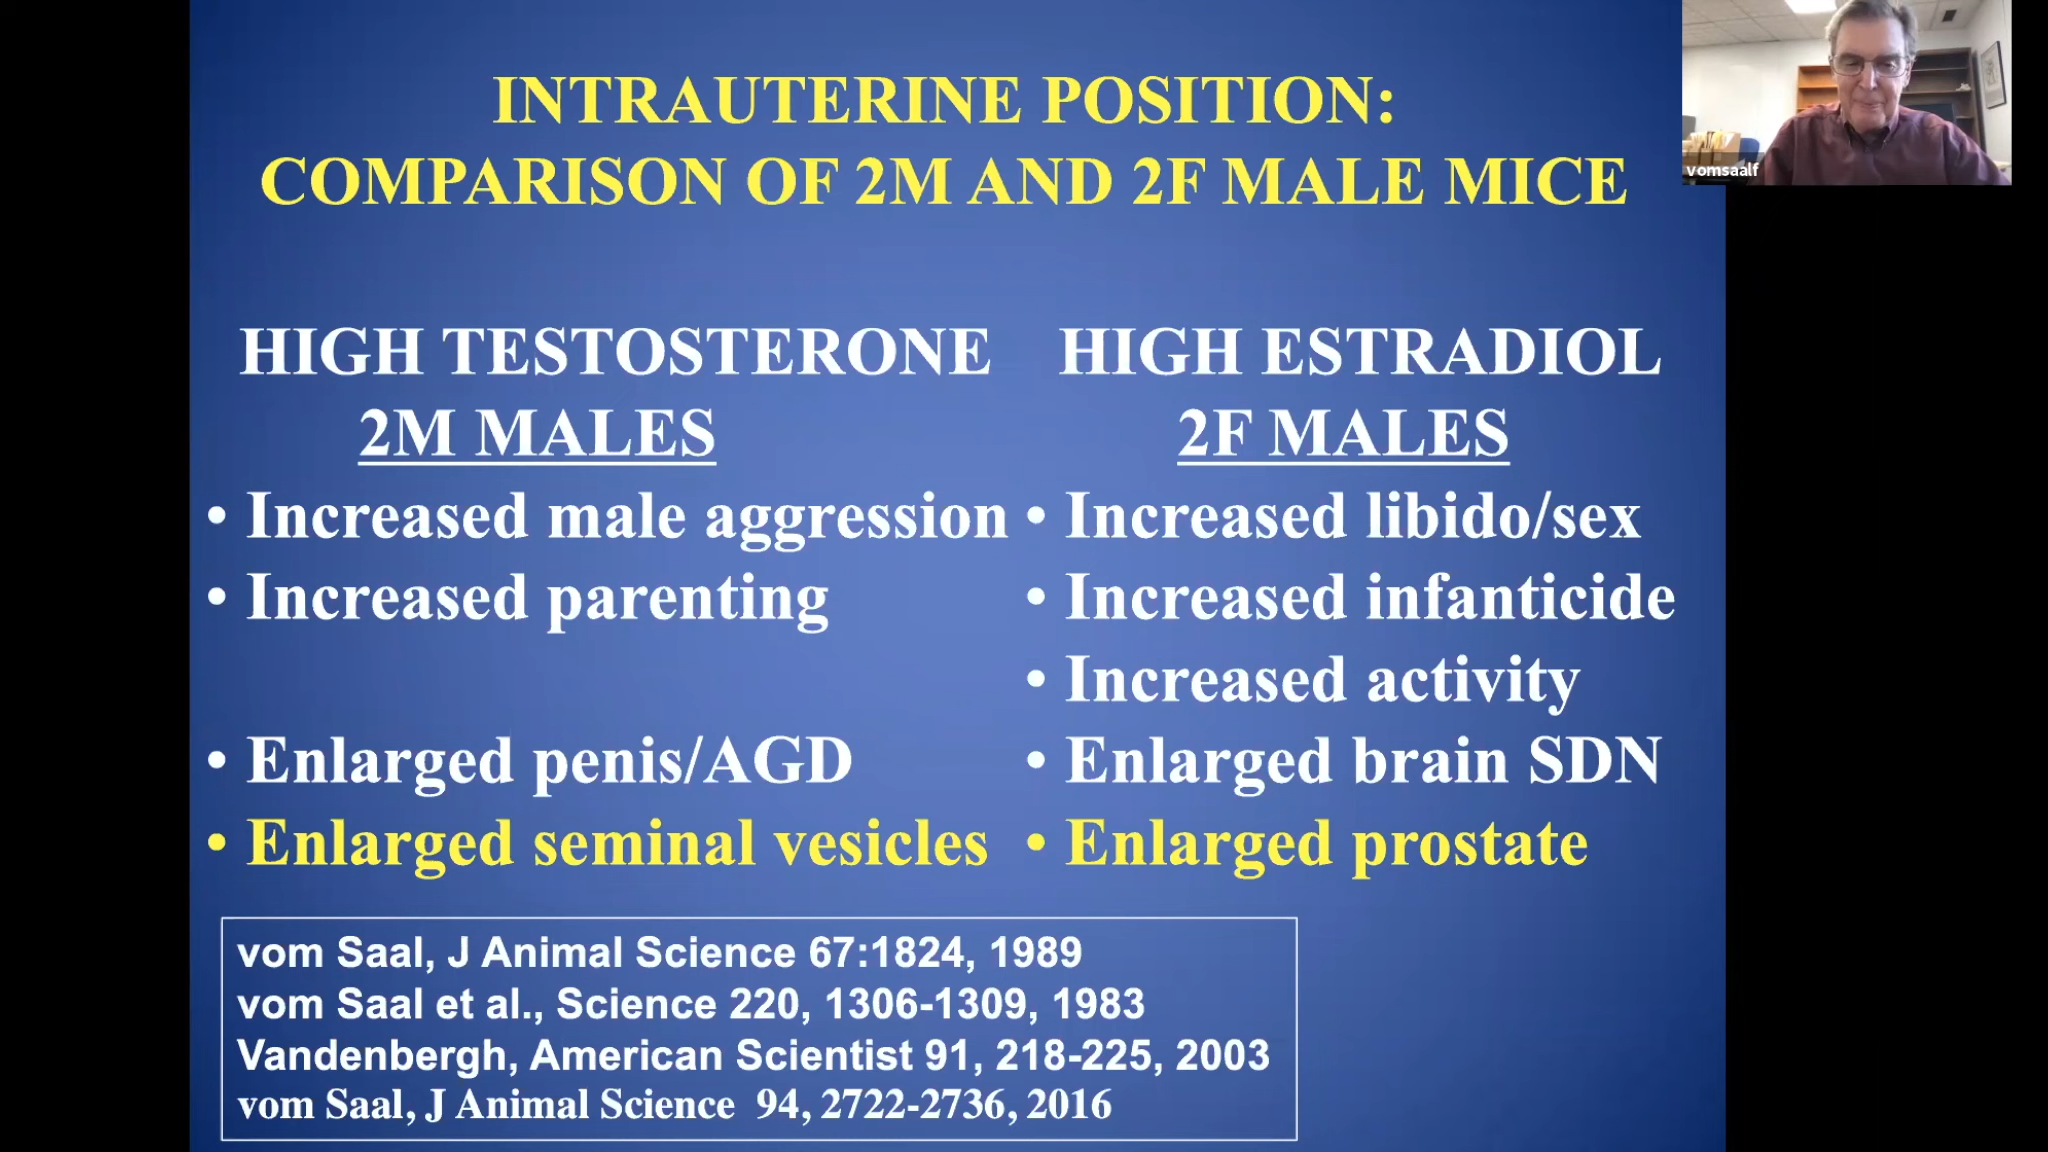 INTRAUTERINE POSITION:
COMPARISON OF 2M AND 2F MALE MICE
vomsaalf
HIGH TESTOSTERONE
2M MALES
• Increased male aggression
• Increased parenting
• Enlarged penis/AGD
• Enlarged seminal vesicles
HIGH ESTRADIOL
2F MALES
• Increased libido/sex
• Increased infanticide
• Increased activity
• Enlarged brain SDN
• Enlarged prostate
vom Saal, J Animal Science 67:1824, 1989
vom Saal et al., Science 220, 1306-1309, 1983
Vandenbergh, American Scientist 91, 218-225, 2003
vom Saal, J Animal Science 94, 2722-2736, 2016